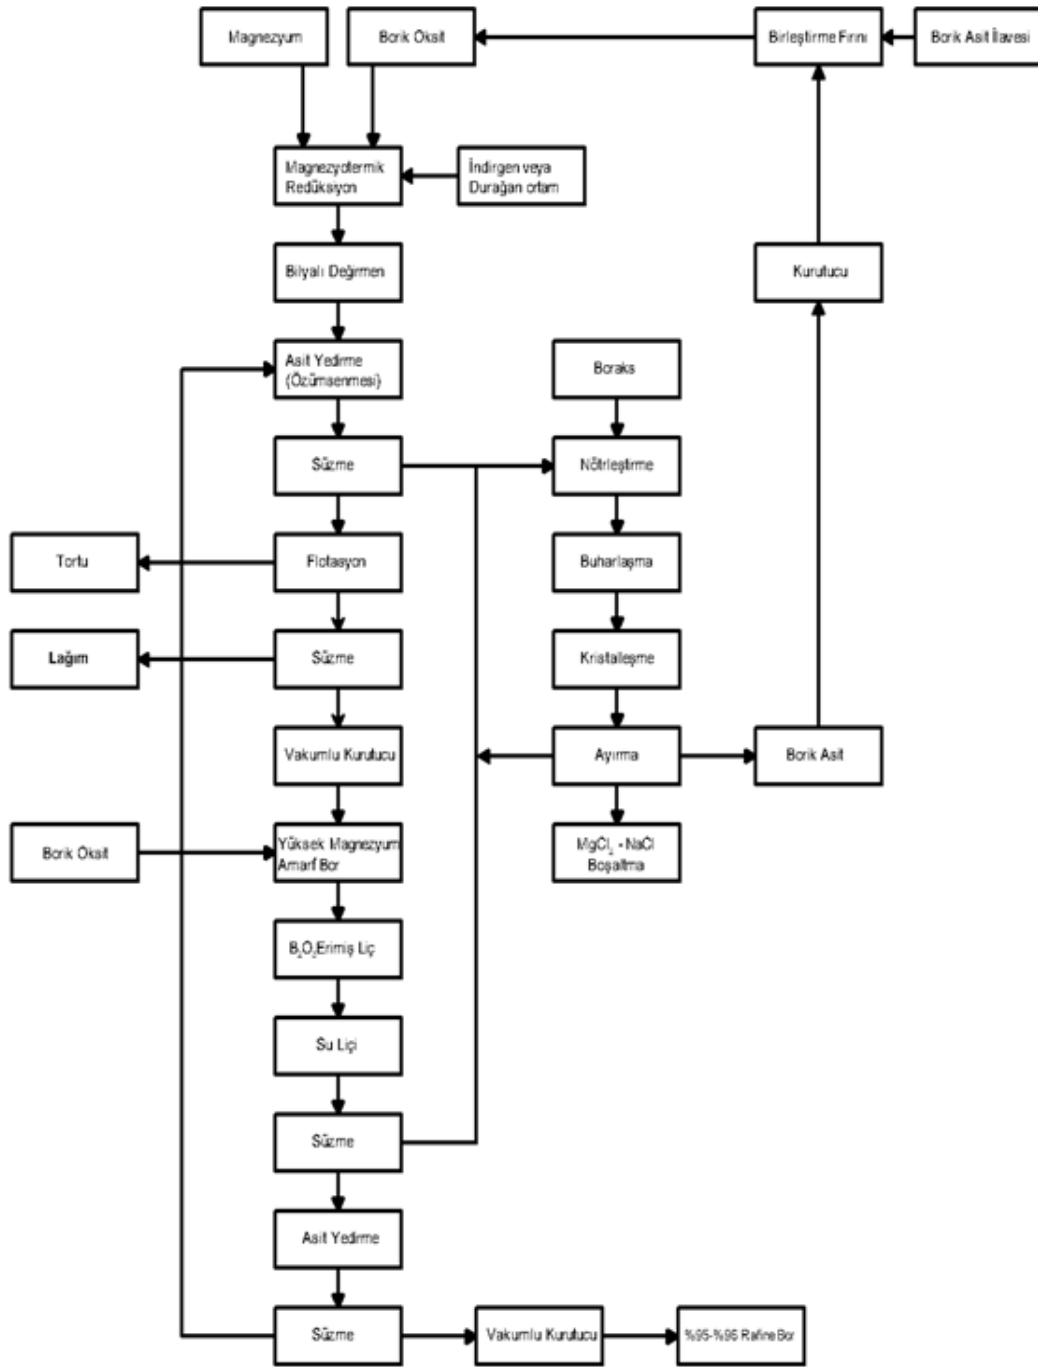 Magnezyum
Borik Oksit
Birleştirme Fırını
Borik Asit İlavesi
Magnezyotermik
Redüksiyon
İndirgen veya
Durağan ortam
Bilyalı Değirmen
Kurutucu
Asit Yedirme
(Özümsenmesi)
Boraks
Süzme
Nötrleştirme
Tortu
Flotasyon
Buharlaşma
Lağım
Süzme
Kristalleşme
Vakumlu Kurutucu
Ayırma
Borik Asit
Borik Oksit
Yüksek Magnezyum
Amarf Bor
MgCl₂ - NaCl
Boşaltma
B₂O₃Erimiş Liç
Su Liçi
Süzme
Asit Yedirme
Süzme
Vakumlu Kurutucu
%95-%96 Rafine Bor